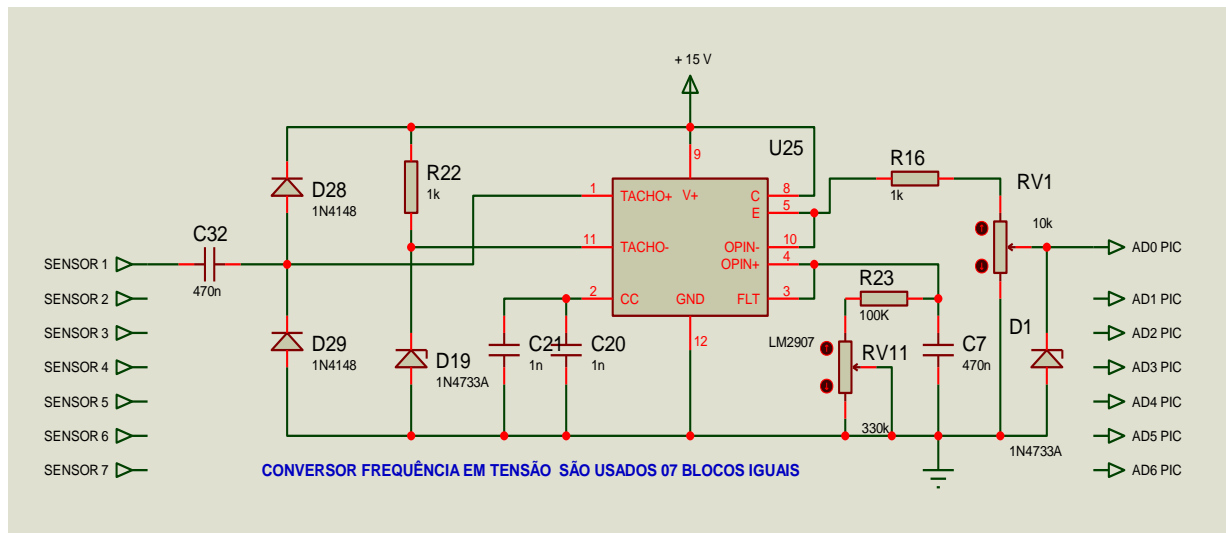 + 15 V
U25
9
R22
1k
D28
1N4148
1
TACHO+
V+
C
8
E
5
R16
1k
RV1
10k
C32
470n
11
TACHO-
OPIN-
10
OPIN+
4
SENSOR 1
AD0 PIC
2
CC
GND
FLT
3
R23
100K
SENSOR 2
AD1 PIC
SENSOR 3
D29
1N4148
C21
1n
C20
1n
12
LM2907
D1
AD2 PIC
D19
1N4733A
RV11
C7
470n
SENSOR 4
AD3 PIC
SENSOR 5
AD4 PIC
330k
SENSOR 6
AD5 PIC
1N4733A
SENSOR 7
CONVERSOR FREQUÊNCIA EM TENSÃO SÃO USADOS 07 BLOCOS IGUAIS
AD6 PIC